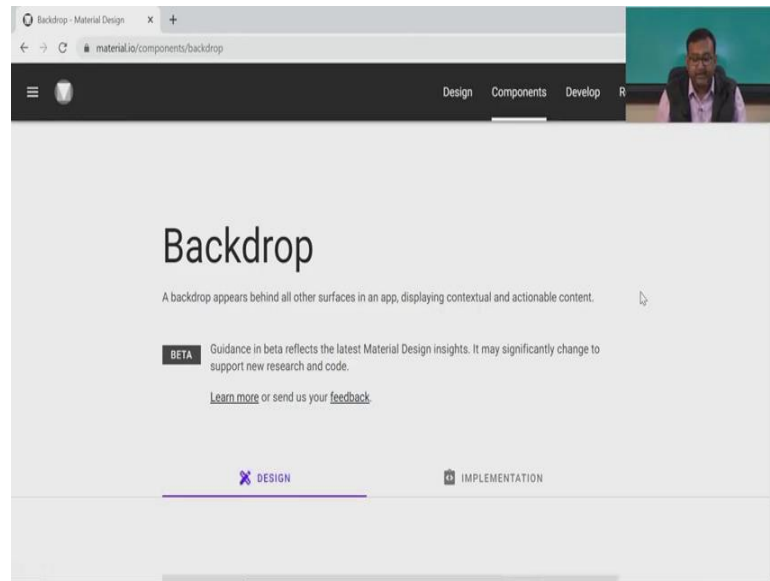 Backdrop - Material Design
material.io/components/backdrop
Design Components Develop R
Backdrop
A backdrop appears behind all other surfaces in an app, displaying contextual and actionable content.
BETA Guidance in beta reflects the latest Material Design insights. It may significantly change to
support new research and code.
Learn more or send us your feedback.
DESIGN IMPLEMENTATION